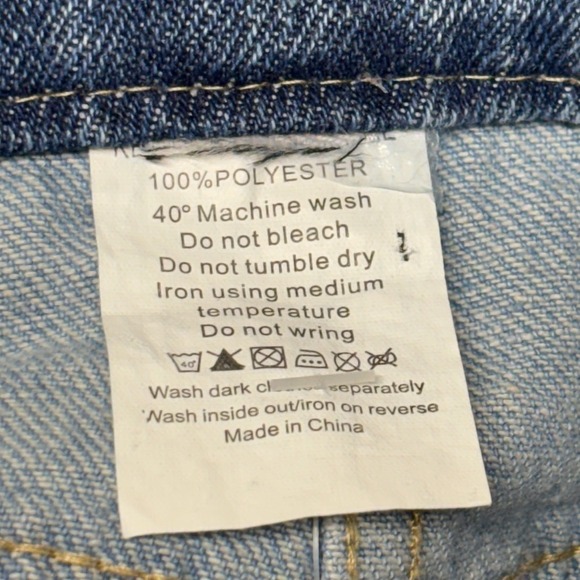 100%POLYESTER
40° Machine wash
Do not bleach
Do not tumble dry
Iron using medium
temperature
Do not wring
40°
Wash dark separately
Wash inside out/iron on reverse
Made in China